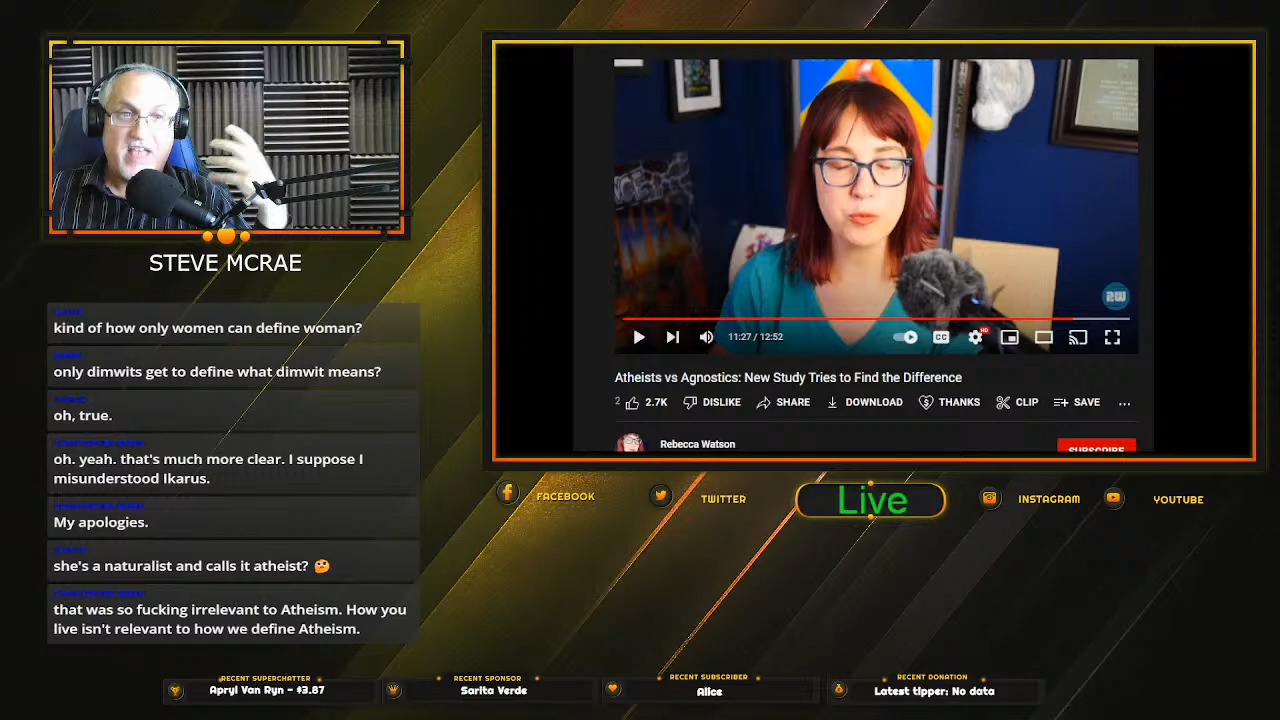 STEVE MCRAE
kind of how only women can define woman?
only dimwits get to define what dimwit means?
oh, true.
oh. yeah. that's much more clear. I suppose I
misunderstood Ikarus.
My apologies.
she's a naturalist and calls it atheist? 🤔
that was so fucking irrelevant to Atheism. How you
live isn't relevant to how we define Atheism.
11:27 / 12:52
CC
HD
Atheists vs Agnostics: New Study Tries to Find the Difference
2.7K DISLIKE SHARE DOWNLOAD THANKS CLIP SAVE ...
Rebecca Watson
SUBSCRIBE
FACEBOOK
TWITTER
Live
INSTAGRAM
YOUTUBE
RECENT SUPERCHATTER
Apryl Van Ryn - $3.87
RECENT SPONSOR
Sarita Verde
RECENT SUBSCRIBER
Alice
RECENT DONATION
Latest tipper: No data